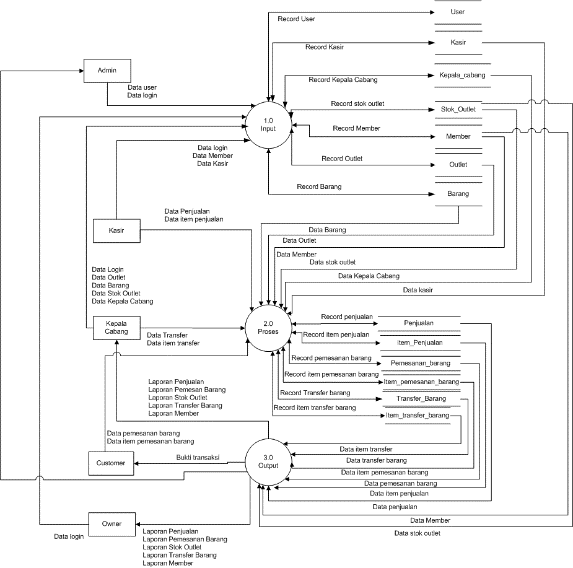 User
Record User
Kasir
Record Kasir
Admin
Kepala_cabang
Record Kepala Cabang
Data user
Data login
Record stok outlet
Stok_Outlet
1.0
Input
Record Member
Member
Data login
Data Member
Data Kasir
Record Outlet
Outlet
Record Barang
Barang
Data Penjualan
Data item penjualan
Kasir
Data Barang
Data Outlet
Data Member
Data stok outlet
Data Login
Data Outlet
Data Barang
Data Stok Outlet
Data Kepala Cabang
Data Kepala Cabang
Data kasir
Record penjualan
Penjualan
Kepala
Cabang
2.0
Proses
Record item penjualan
item_Penjualan
Data Transfer
Data item transfer
Record pemesanan barang
Pemesanan_barang
Record item pemesanan barang
Item_pemesanan_barang
Laporan Penjualan
Laporan Pemesan Barang
Laporan Stok Outlet
Laporan Transfer Barang
Laporan Member
Record Transfer barang
Transfer_Barang
Record item transfer barang
Item_transfer_barang
Data pemesanan barang
Data item pemesanan barang
Data item transfer
Data transfer barang
Customer
Bukti transaksi
3.0
Output
Data item pemesanan barang
Data pemesanan barang
Data item penjualan
Data penjualan
Data Member
Data stok outlet
Owner
Data login
Laporan Penjualan
Laporan Pemesanan Barang
Laporan Stok Outlet
Laporan Transfer Barang
Laporan Member